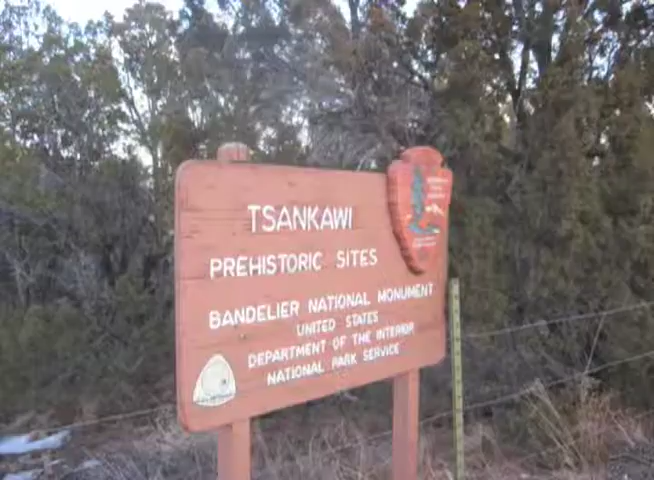 TSANKAWI
PREHISTORIC SITES
BANDELIER NATIONAL MONUMENT
UNITED STATES
DEPARTMENT OF THE INTERIOR
NATIONAL PARK SERVICE